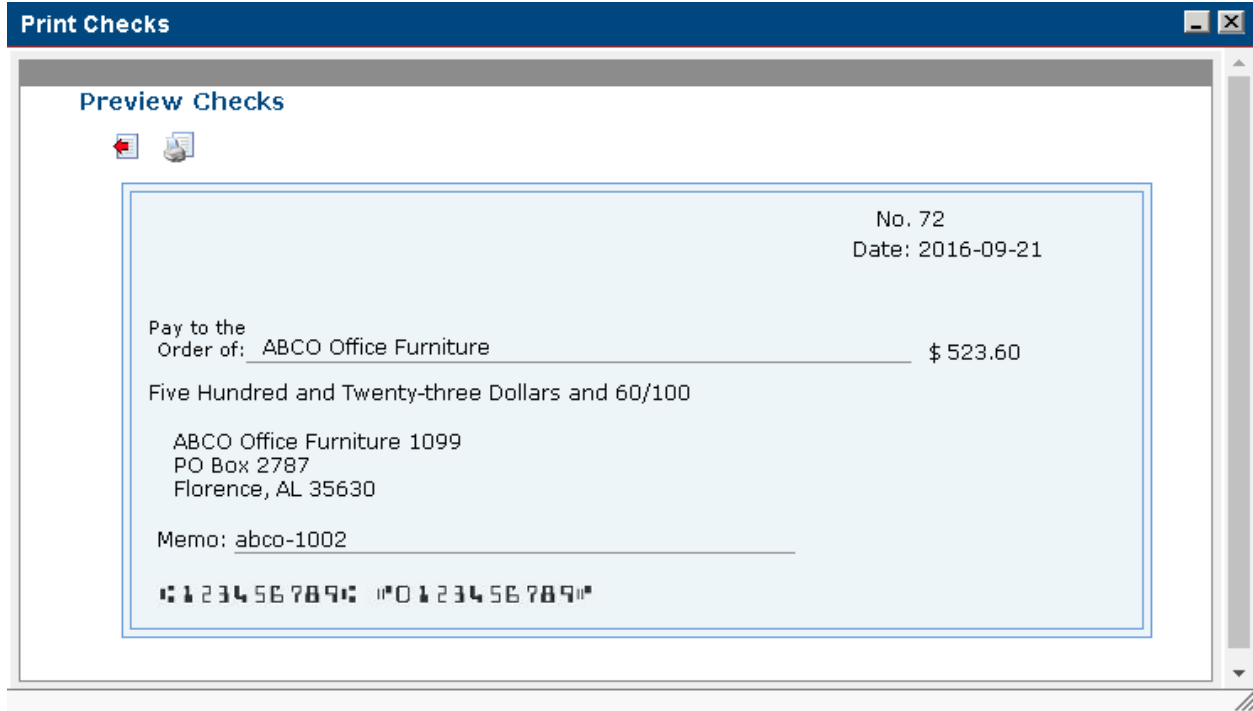 Print Checks
Preview Checks
No. 72
Date: 2016-09-21
Pay to the
Order of: ABCO Office Furniture $ 523.60
Five Hundred and Twenty-three Dollars and 60/100
ABCO Office Furniture 1099
PO Box 2787
Florence, AL 35630
Memo: abco-1002
⑆123456789⑆ ⑈0123456789⑈